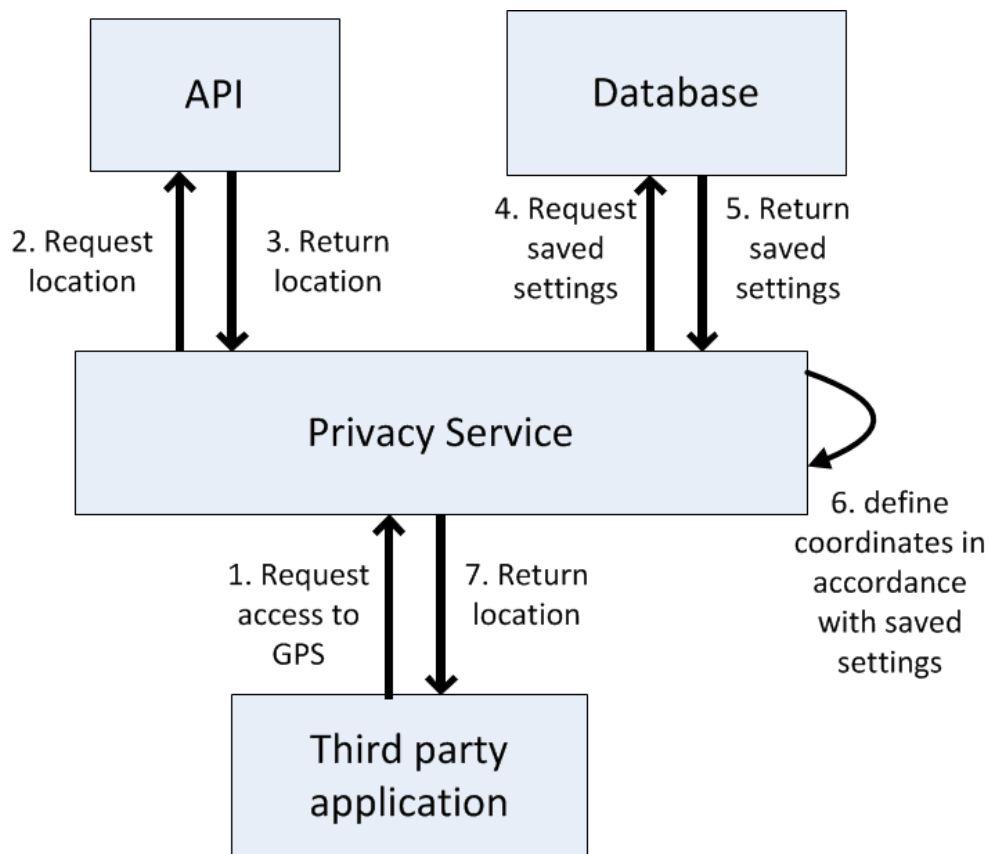 API
Database
2. Request
location
3. Return
location
4. Request
saved
settings
5. Return
saved
settings
Privacy Service
6. define
coordinates in
accordance
with saved
settings
1. Request
access to
GPS
7. Return
location
Third party
application